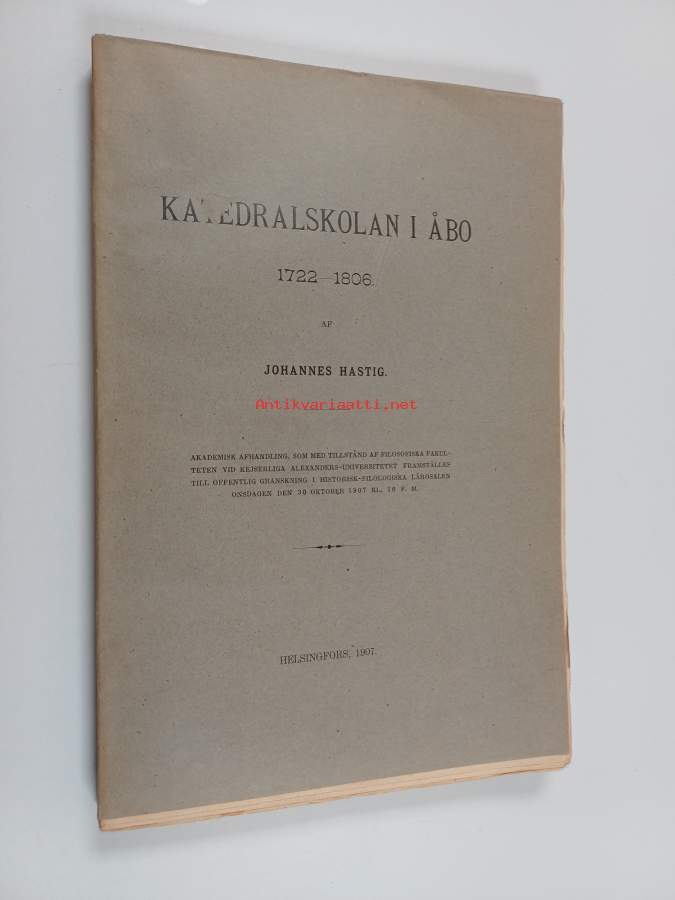 KATEDRALSKOLAN I ÅBO
1722—1806.
AF
JOHANNES HASTIG.
Antikvariaatti.net
AKADEMISK AFHANDLING, SOM MED TILLSTÅND AF FILOSOFISKA FAKUL-
TETEN VID KEJSERLIGA ALEXANDERS-UNIVERSITETET FRAMSTÄLLES
TILL OFFENTLIG GRANSKNING I HISTORISK-FILOLOGISKA LÄROSALEN
ONSDAGEN DEN 30 OKTOBER 1907 KL. 10 F. M.
HELSINGFORS, 1907.